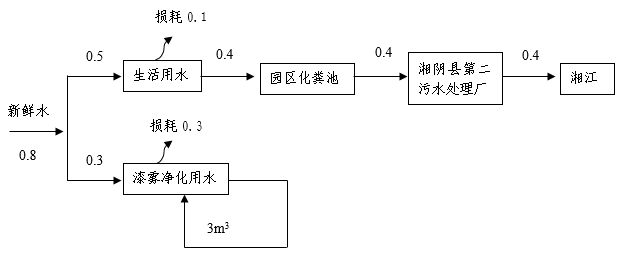 损耗 0.1
0.5
生活用水
0.4
园区化粪池
0.4
湘阴县第二
污水处理厂
0.4
湘江
新鲜水
0.8
损耗 0.3
0.3
漆雾净化用水
3m³